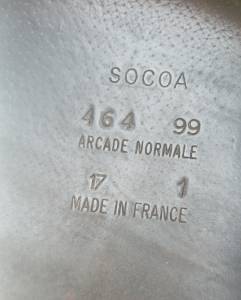 SOCOA
464 99
ARCADE NORMALE
17 1
MADE IN FRANCE